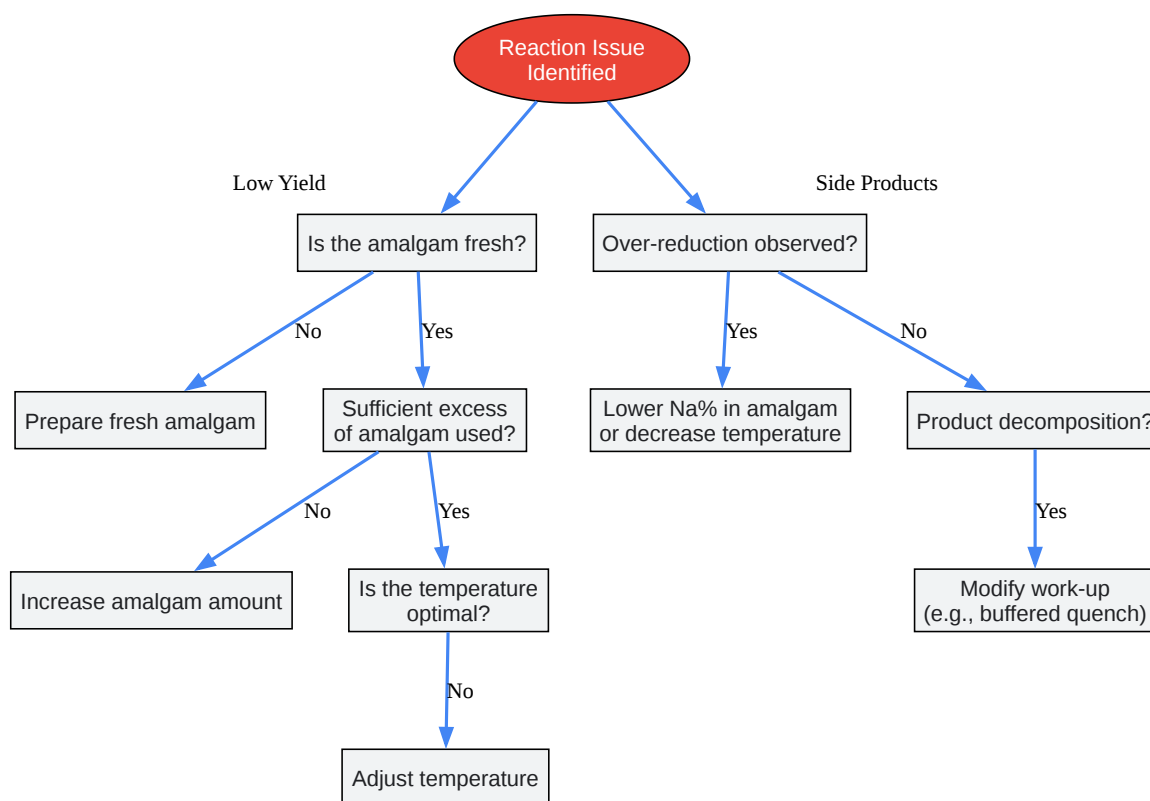 Reaction Issue
Identified
Low Yield
Side Products
Is the amalgam fresh?
Over-reduction observed?
No
Yes
Yes
No
Prepare fresh amalgam
Sufficient excess
of amalgam used?
Lower Na% in amalgam
or decrease temperature
Product decomposition?
No
Yes
Yes
Increase amalgam amount
Is the temperature
optimal?
Modify work-up
(e.g., buffered quench)
No
Adjust temperature